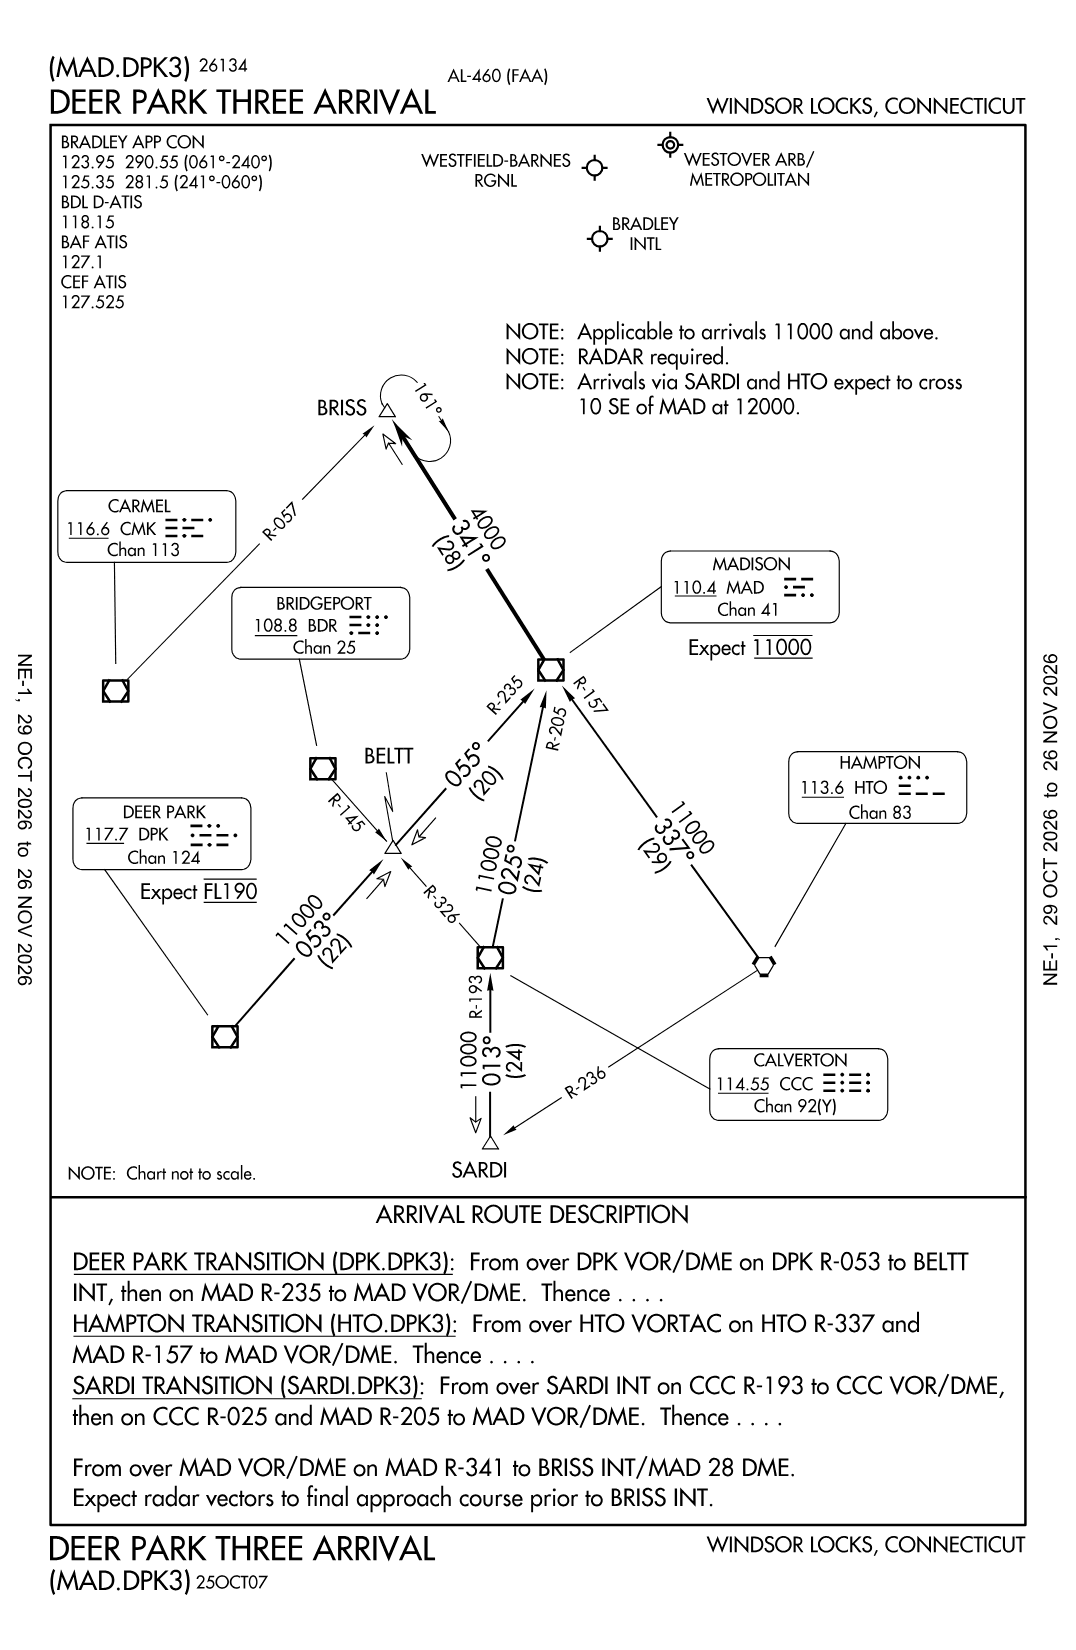 (MAD.DPK3) 26134
AL-460 (FAA)
DEER PARK THREE ARRIVAL
WINDSOR LOCKS, CONNECTICUT
BRADLEY APP CON
123.95 290.55 (061°-240°)
125.35 281.5 (241°-060°)
BDL D-ATIS
118.15
BAF ATIS
127.1
CEF ATIS
127.525
WESTFIELD-BARNES
RGNL
WESTOVER ARB/
METROPOLITAN
BRADLEY
INTL
NOTE: Applicable to arrivals 11000 and above.
NOTE: RADAR required.
NOTE: Arrivals via SARDI and HTO expect to cross
10 SE of MAD at 12000.
BRISS
161°
CARMEL
116.6 CMK
Chan 113
R-057
4000
341°
(28)
MADISON
110.4 MAD
Chan 41
Expect 11000
BRIDGEPORT
108.8 BDR
Chan 25
R-235
R-157
R-205
BELTT
055°
(20)
R-145
HAMPTON
113.6 HTO
Chan 83
DEER PARK
117.7 DPK
Chan 124
Expect FL190
11000
337°
(29)
11000
025°
(24)
R-326
11000
053°
(22)
R-193
11000
013°
(24)
R-236
CALVERTON
114.55 CCC
Chan 92(Y)
SARDI
NOTE: Chart not to scale.
NE-1, 29 OCT 2026 to 26 NOV 2026
NE-1, 29 OCT 2026 to 26 NOV 2026
ARRIVAL ROUTE DESCRIPTION
DEER PARK TRANSITION (DPK.DPK3): From over DPK VOR/DME on DPK R-053 to BELTT
INT, then on MAD R-235 to MAD VOR/DME. Thence . . . .
HAMPTON TRANSITION (HTO.DPK3): From over HTO VORTAC on HTO R-337 and
MAD R-157 to MAD VOR/DME. Thence . . . .
SARDI TRANSITION (SARDI.DPK3): From over SARDI INT on CCC R-193 to CCC VOR/DME,
then on CCC R-025 and MAD R-205 to MAD VOR/DME. Thence . . . .
From over MAD VOR/DME on MAD R-341 to BRISS INT/MAD 28 DME.
Expect radar vectors to final approach course prior to BRISS INT.
DEER PARK THREE ARRIVAL
WINDSOR LOCKS, CONNECTICUT
(MAD.DPK3) 25OCT07